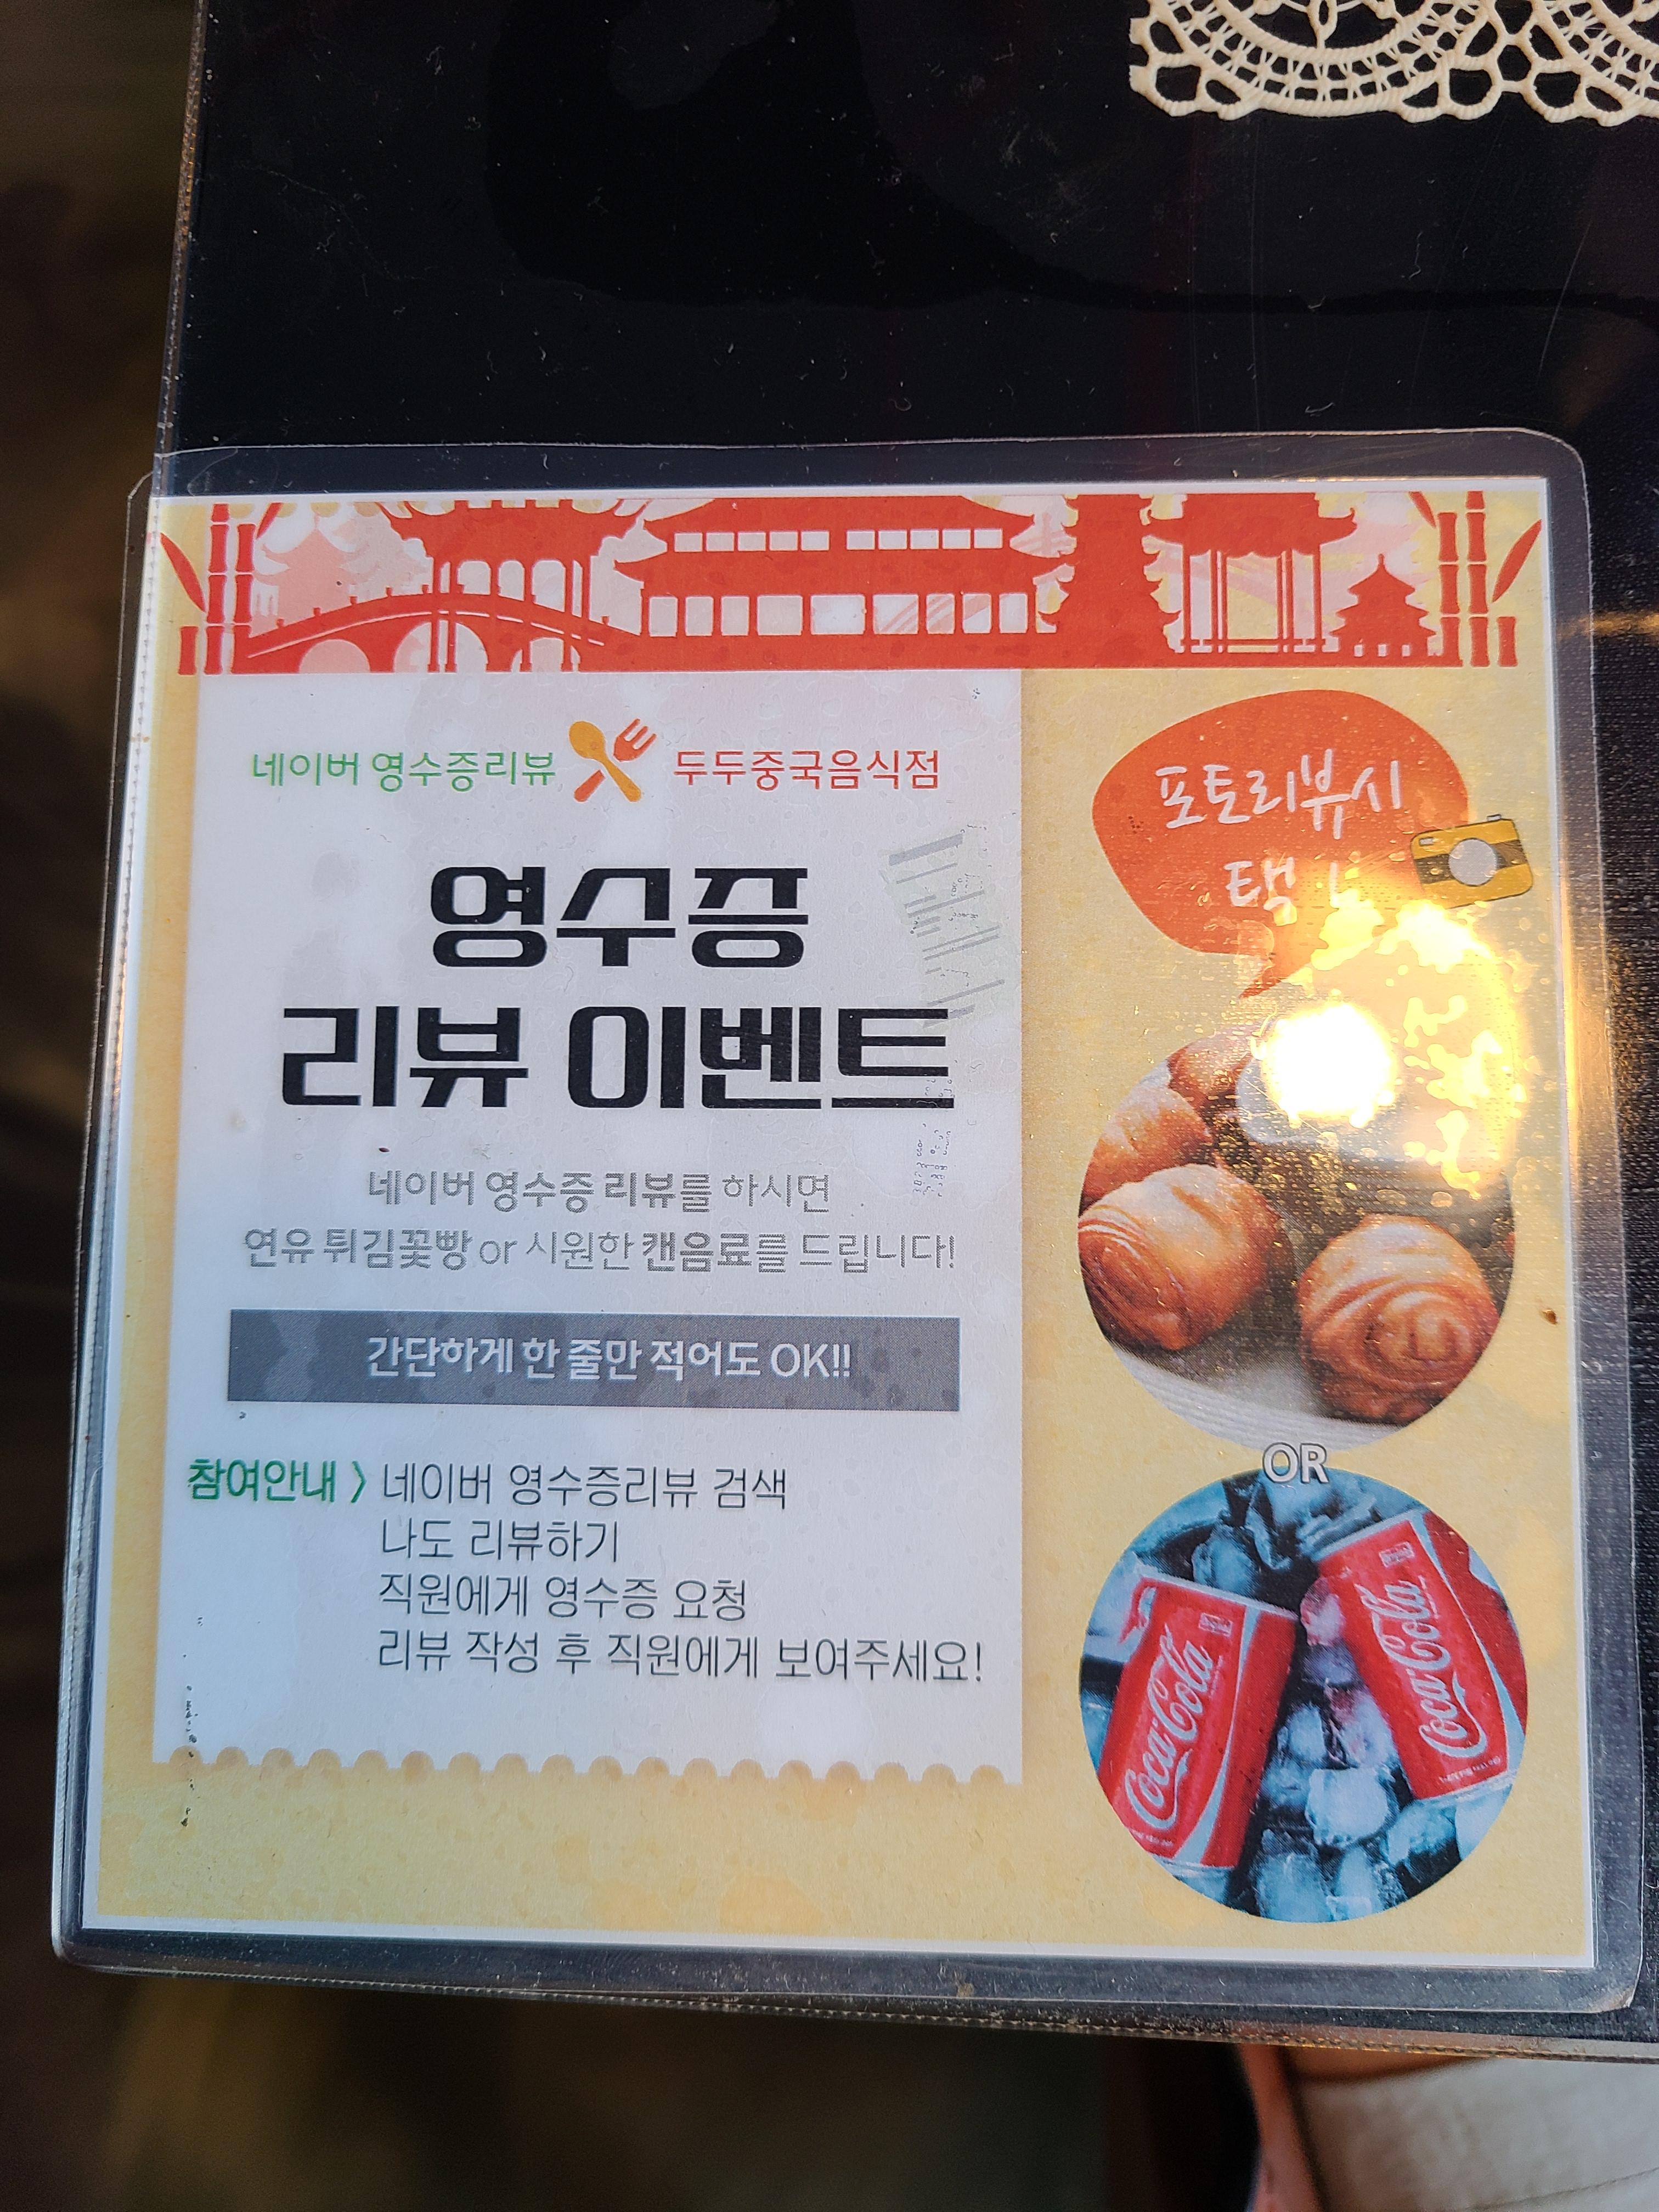 네이버 영수증리뷰 두두중국음식점
영수증
리뷰 이벤트
네이버 영수증 리뷰를 하시면
연유 튀김꽃빵 or 시원한 캔음료를 드립니다!
간단하게 한 줄만 적어도 OK!!
참여안내 > 네이버 영수증리뷰 검색
나도 리뷰하기
직원에게 영수증 요청
리뷰 작성 후 직원에게 보여주세요!
포토리뷰시
택
OR
Coca-Cola
Coca-Cola